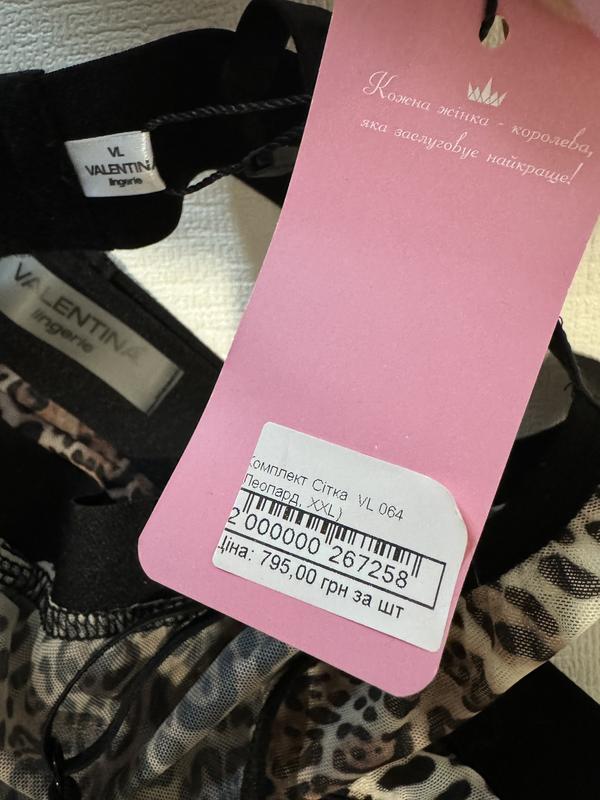 Кожна жінка - королева,
яка заслуговує найкраще!
VL
VALENTIN
lingerie
VALENTINA
lingerie
Комплект Сітка VL 064
(Леопард, XXL)
2 000000 267258
Ціна: 795,00 грн за шт